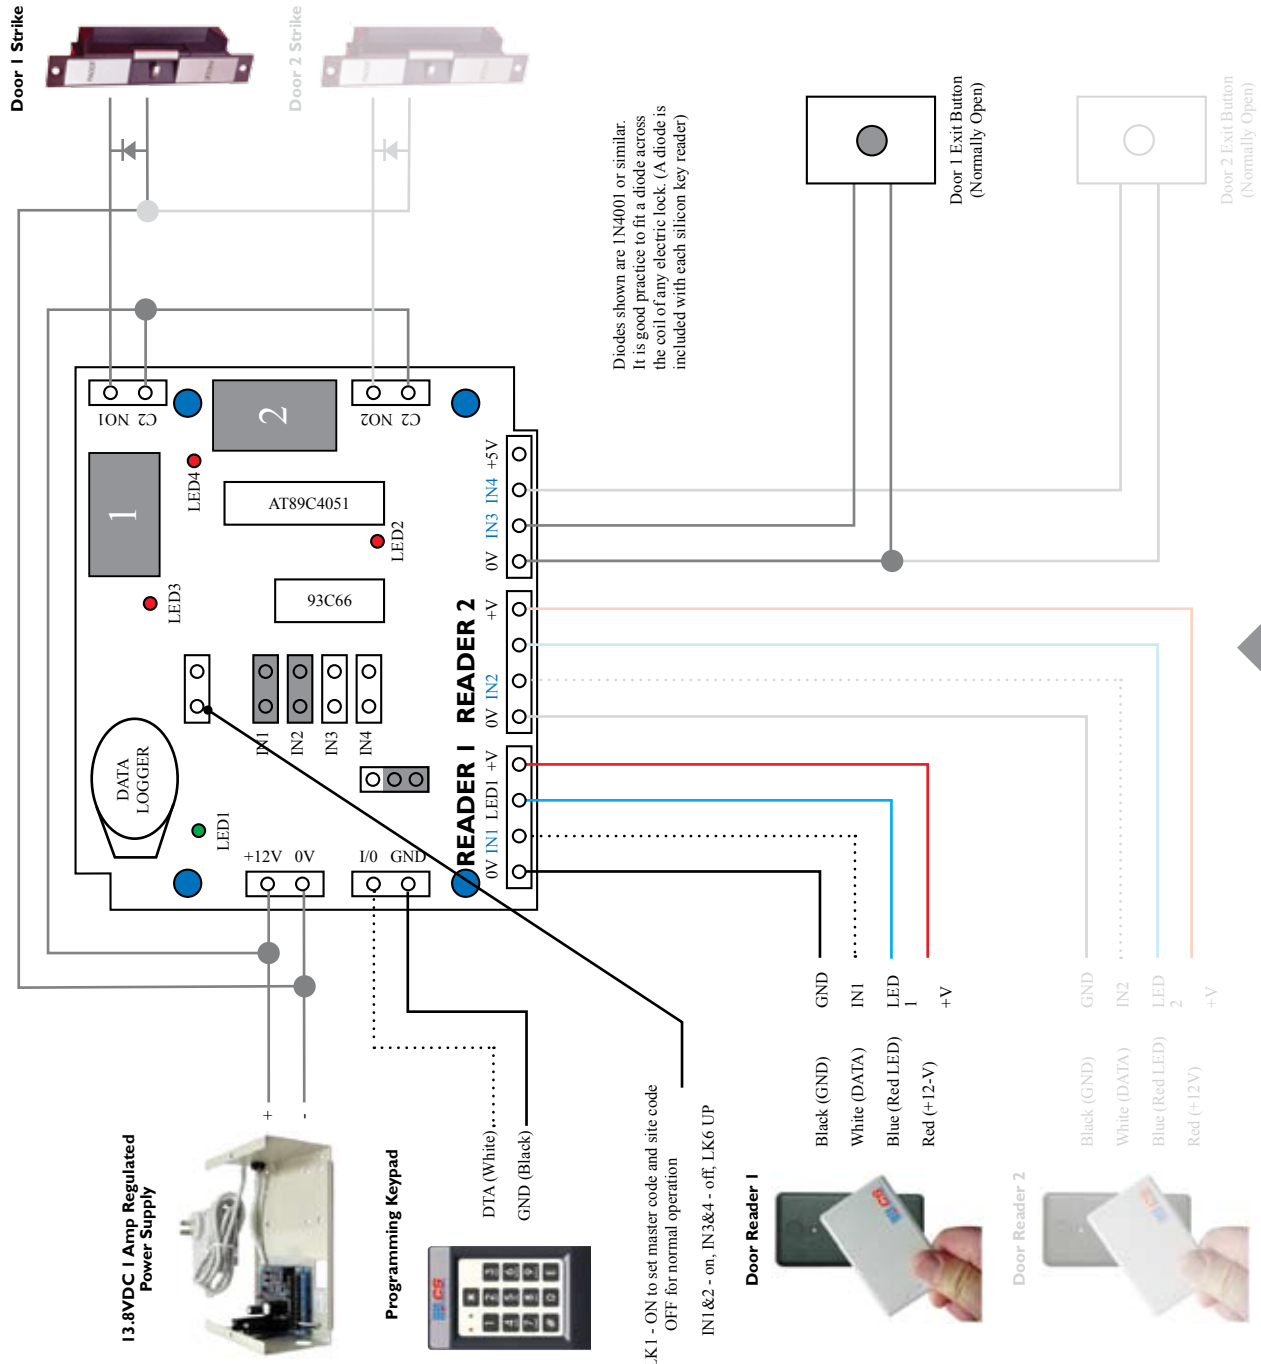 Door 1 Strike
Door 2 Strike
Diodes shown are 1N4001 or similar.
It is good practice to fit a diode across
the coil of any electric lock. (A diode is
included with each silicon key reader)
Door 1 Exit Button
(Normally Open)
Door 2 Exit Button
(Normally Open)
NO1 C2
NO2 C2
1
2
LED4
LED3
LED2
LED1
AT89C4051
93C66
DATA
LOGGER
IN1
IN2
IN3
IN4
+12V 0V
I/0 GND
READER 1 READER 2
0V IN1 LED1 +V
0V IN2 +V
0V IN3 IN4 +5V
13.8VDC 1 Amp Regulated
Power Supply
+
-
Programming Keypad
DTA (White)
GND (Black)
LK1 - ON to set master code and site code
OFF for normal operation
IN1&2 - on, IN3&4 - off, LK6 UP
Door Reader 1
Black (GND) GND
White (DATA) IN1
Blue (Red LED) LED
1
Red (+12-V) +V
Door Reader 2
Black (GND) GND
White (DATA) IN2
Blue (Red LED) LED
2
Red (+12V) +V